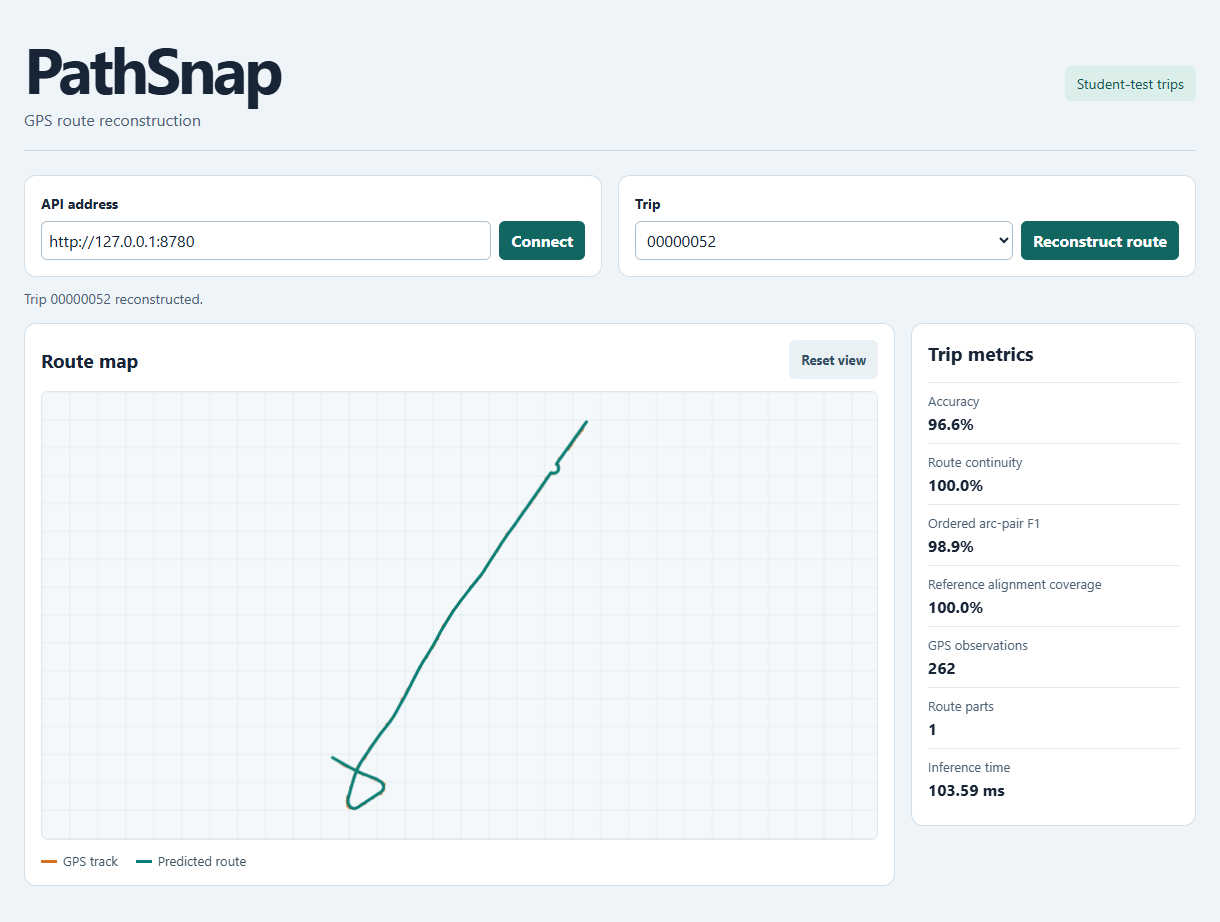 PathSnap
GPS route reconstruction
Student-test trips
API address
http://127.0.0.1:8780
Connect
Trip
00000052
Reconstruct route
Trip 00000052 reconstructed.
Route map
Reset view
GPS track
Predicted route
Trip metrics
Accuracy
96.6%
Route continuity
100.0%
Ordered arc-pair F1
98.9%
Reference alignment coverage
100.0%
GPS observations
262
Route parts
1
Inference time
103.59 ms